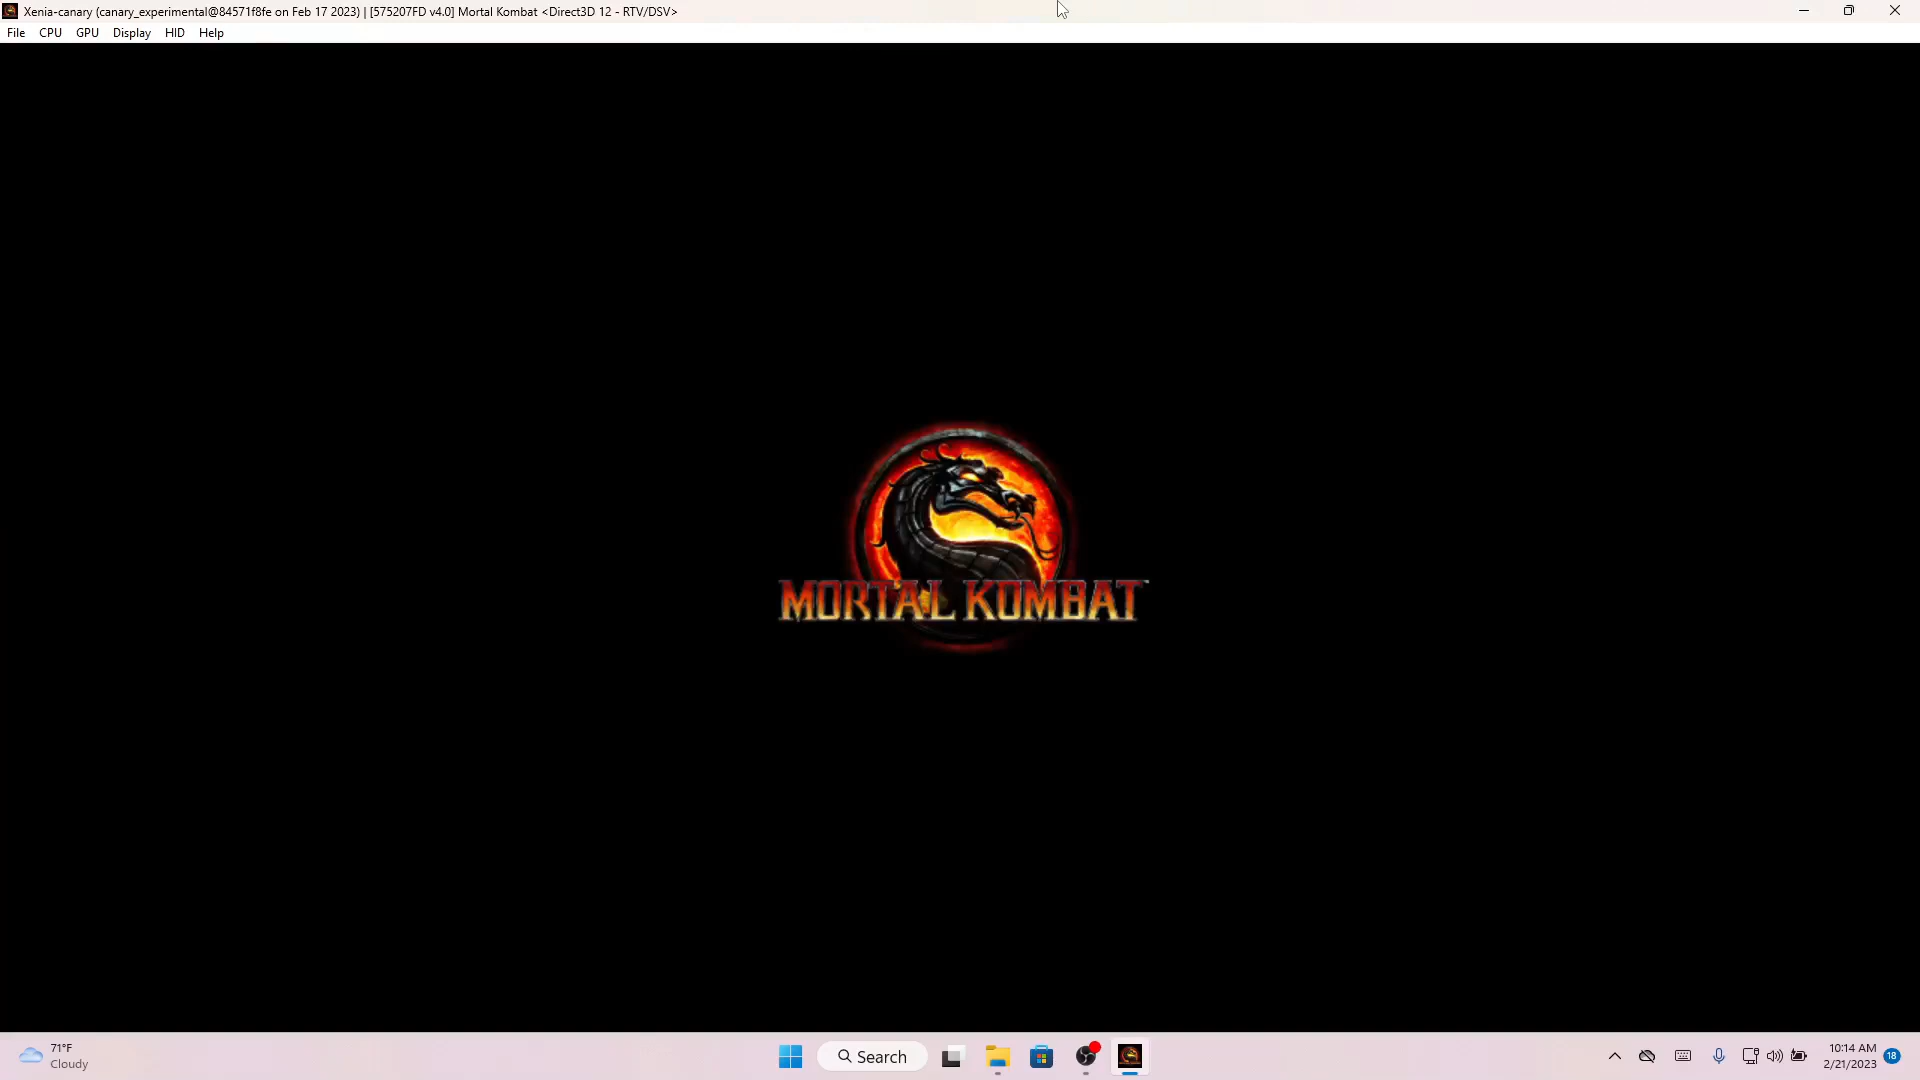 Xenia-canary (canary_experimental@84571f8fe on Feb 17 2023) | [575207FD v4.0] Mortal Kombat <Direct3D 12 - RTV/DSV>
File CPU GPU Display HID Help
MORTAL KOMBAT
71°F
Cloudy
Search
10:14 AM
2/21/2023
18